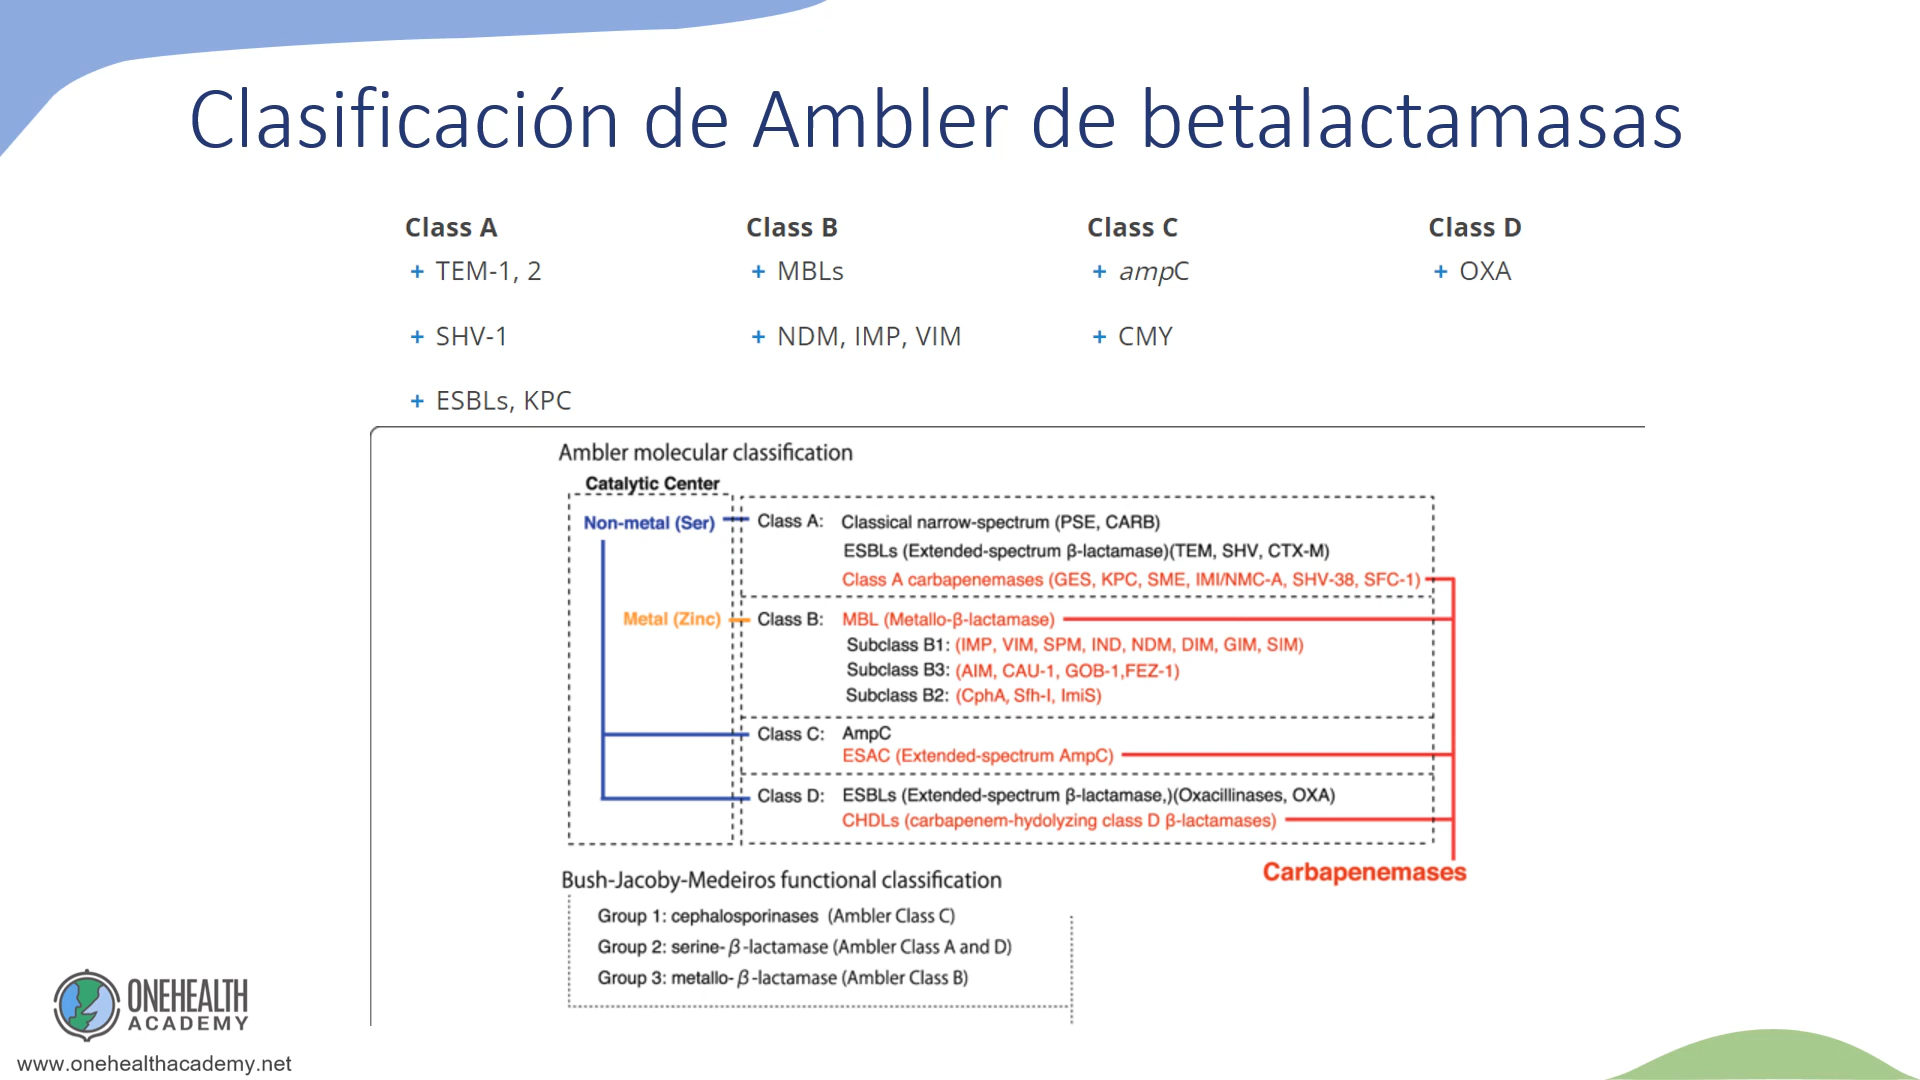 Clasificación de Ambler de betalactamasas
Class A
+ TEM-1, 2
+ SHV-1
+ ESBLs, KPC
Class B
+ MBLs
+ NDM, IMP, VIM
Class C
+ ampC
+ CMY
Class D
+ OXA
Ambler molecular classification
Catalytic Center
Non-metal (Ser)
Class A: Classical narrow-spectrum (PSE, CARB)
ESBLs (Extended-spectrum β-lactamase)(TEM, SHV, CTX-M)
Class A carbapenemases (GES, KPC, SME, IMI/NMC-A, SHV-38, SFC-1)
Metal (Zinc)
Class B: MBL (Metallo-β-lactamase)
Subclass B1: (IMP, VIM, SPM, IND, NDM, DIM, GIM, SIM)
Subclass B3: (AIM, CAU-1, GOB-1,FEZ-1)
Subclass B2: (CphA, Sfh-I, ImiS)
Class C: AmpC
ESAC (Extended-spectrum AmpC)
Class D: ESBLs (Extended-spectrum β-lactamase,)(Oxacillinases, OXA)
CHDLs (carbapenem-hydolyzing class D β-lactamases)
Carbapenemases
Bush-Jacoby-Medeiros functional classification
Group 1: cephalosporinases (Ambler Class C)
Group 2: serine-β-lactamase (Ambler Class A and D)
Group 3: metallo-β-lactamase (Ambler Class B)
ONEHEALTH
ACADEMY
www.onehealthacademy.net